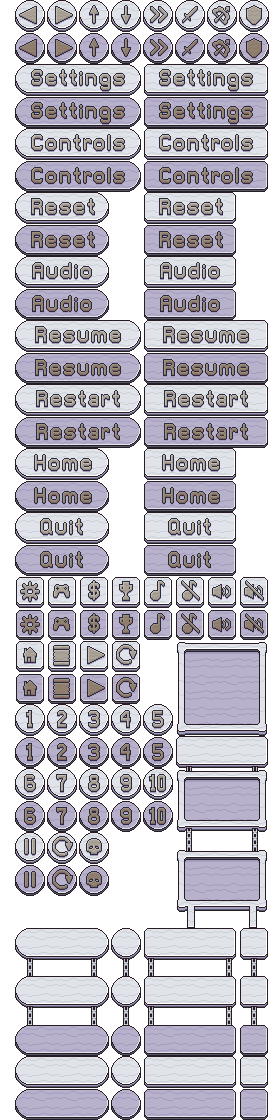 Settings Settings
Settings Settings
Controls Controls
Controls Controls
Reset Reset
Reset Reset
Audio Audio
Audio Audio
Resume Resume
Resume Resume
Restart Restart
Restart Restart
Home Home
Home Home
Quit Quit
Quit Quit
$
$
1 2 3 4 5
1 2 3 4 5
6 7 8 9 10
6 7 8 9 10